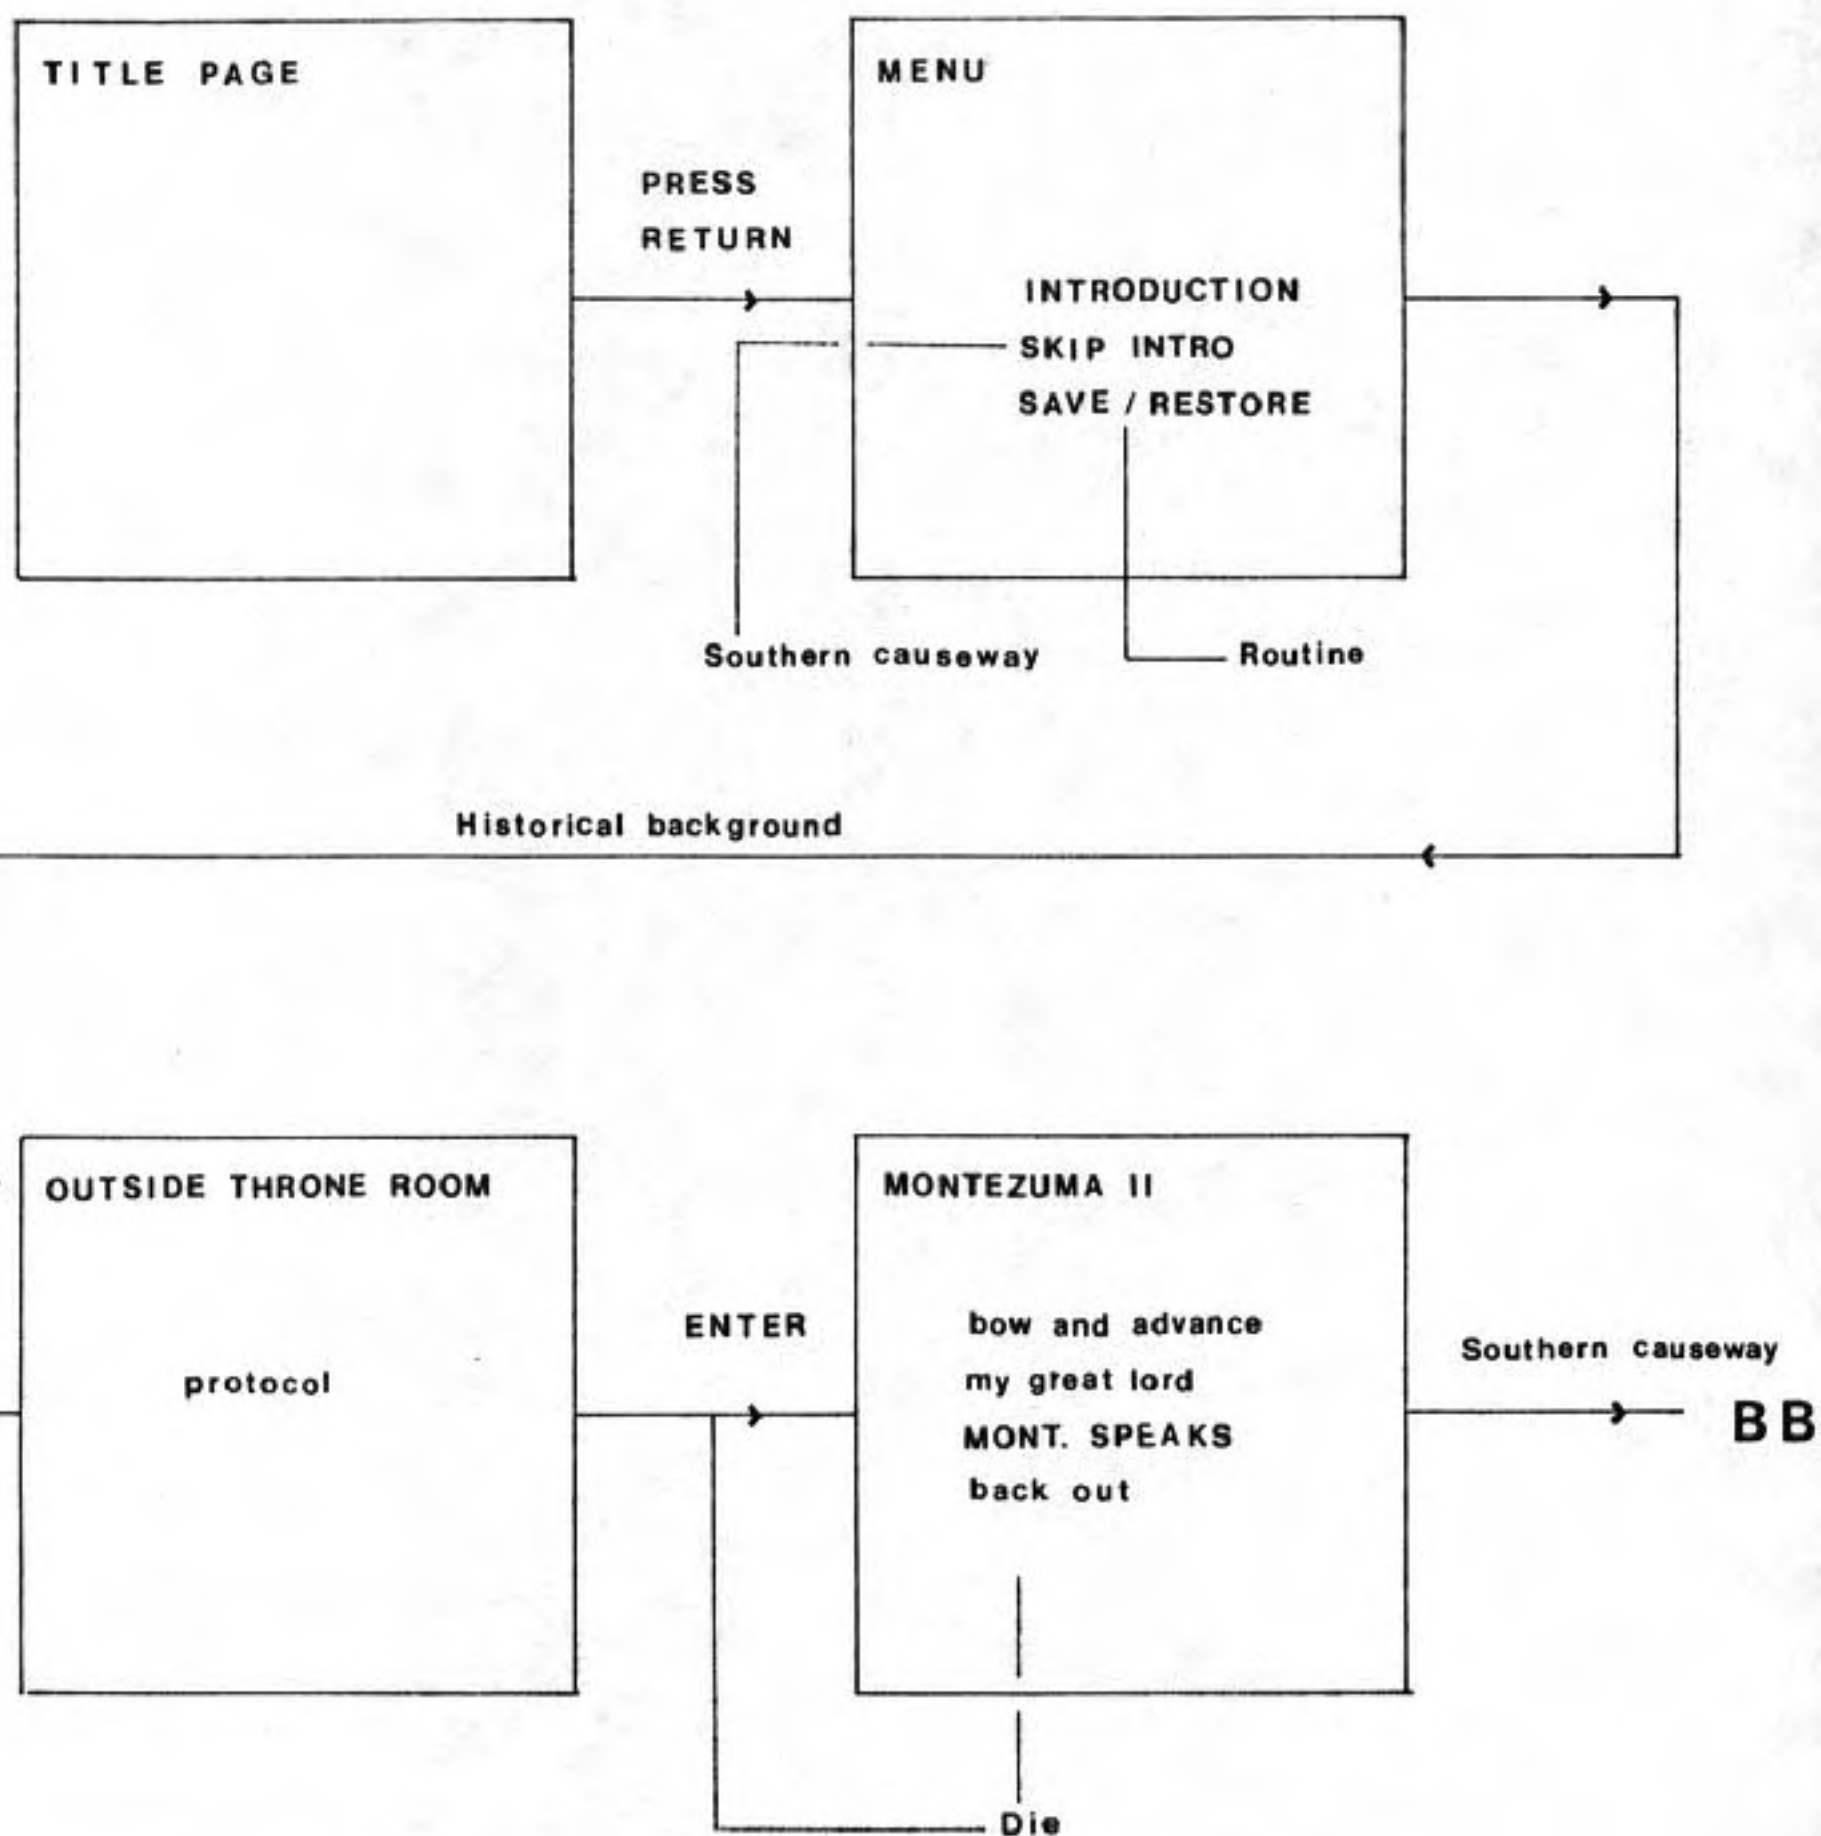 TITLE PAGE
PRESS
RETURN
MENU
INTRODUCTION
SKIP INTRO
SAVE / RESTORE
Southern causeway
Routine
Historical background
OUTSIDE THRONE ROOM
protocol
ENTER
MONTEZUMA II
bow and advance
my great lord
MONT. SPEAKS
back out
Southern causeway
BB
Die